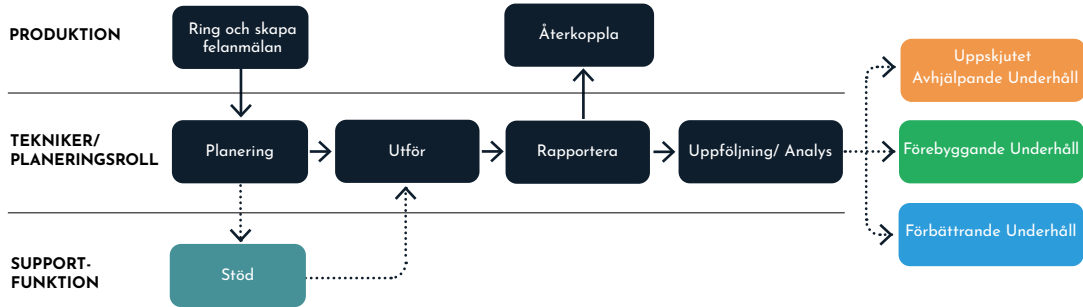 PRODUKTION
Ring och skapa
felanmälan
Återkoppla
TEKNIKER/
PLANERINGSROLL
Planering
Utför
Rapportera
Uppföljning/ Analys
Uppskjutet
Avhjälpande Underhåll
Förebyggande Underhåll
Förbättrande Underhåll
SUPPORT-
FUNKTION
Stöd